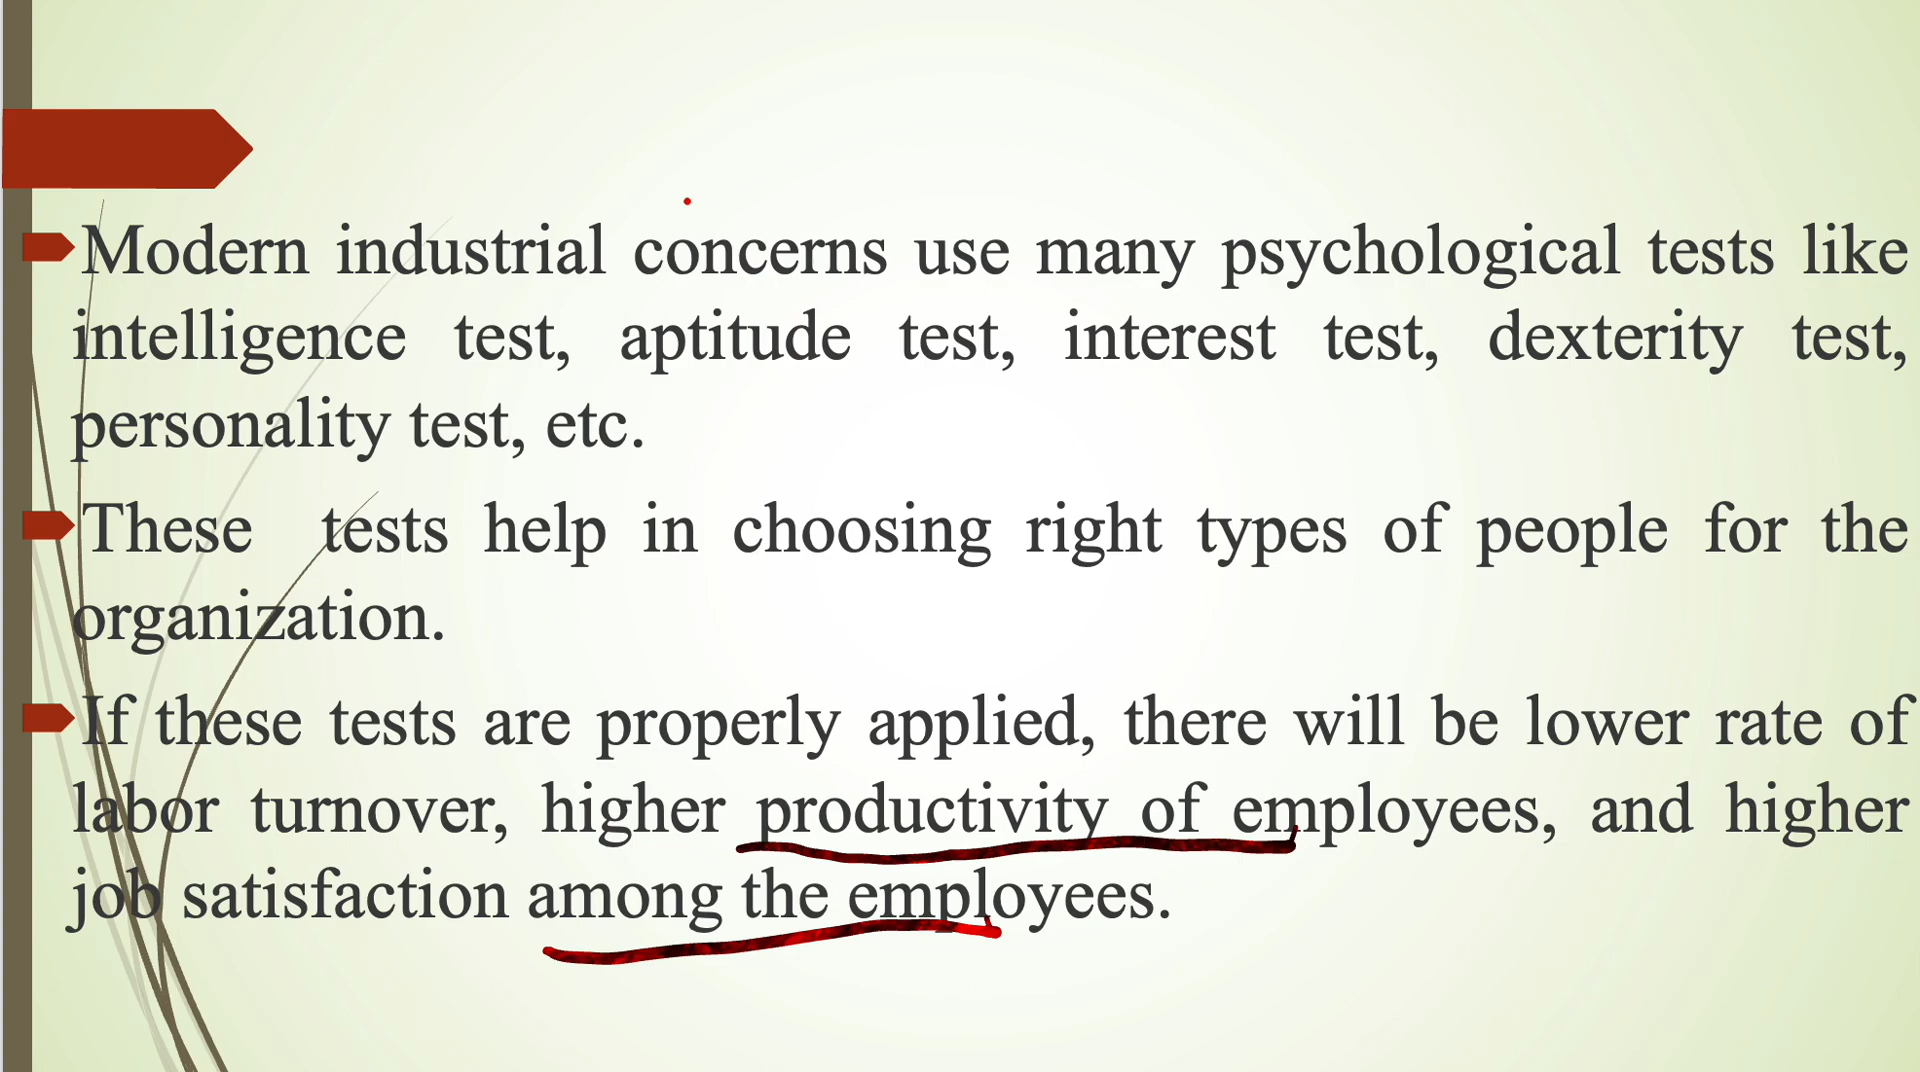 Modern industrial concerns use many psychological tests like
intelligence test, aptitude test, interest test, dexterity test,
personality test, etc.
These tests help in choosing right types of people for the
organization.
If these tests are properly applied, there will be lower rate of
labor turnover, higher productivity of employees, and higher
job satisfaction among the employees.